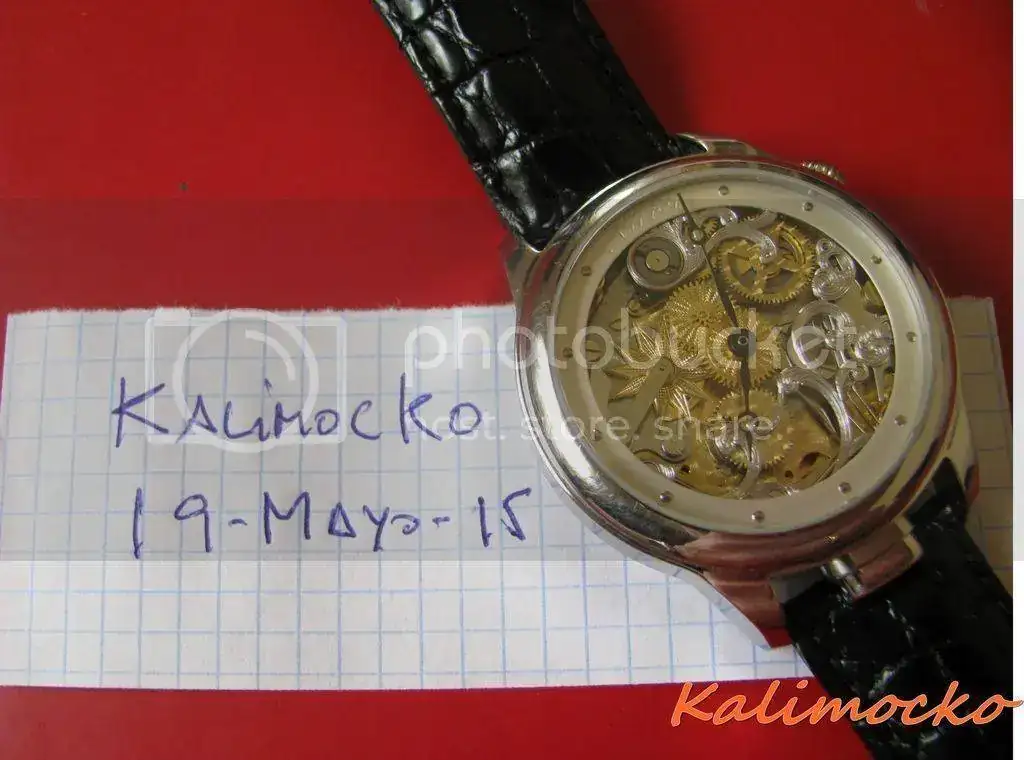 photobucket
host. store. share
KALIMOCKO
19-MAYO-15
Kalimocko